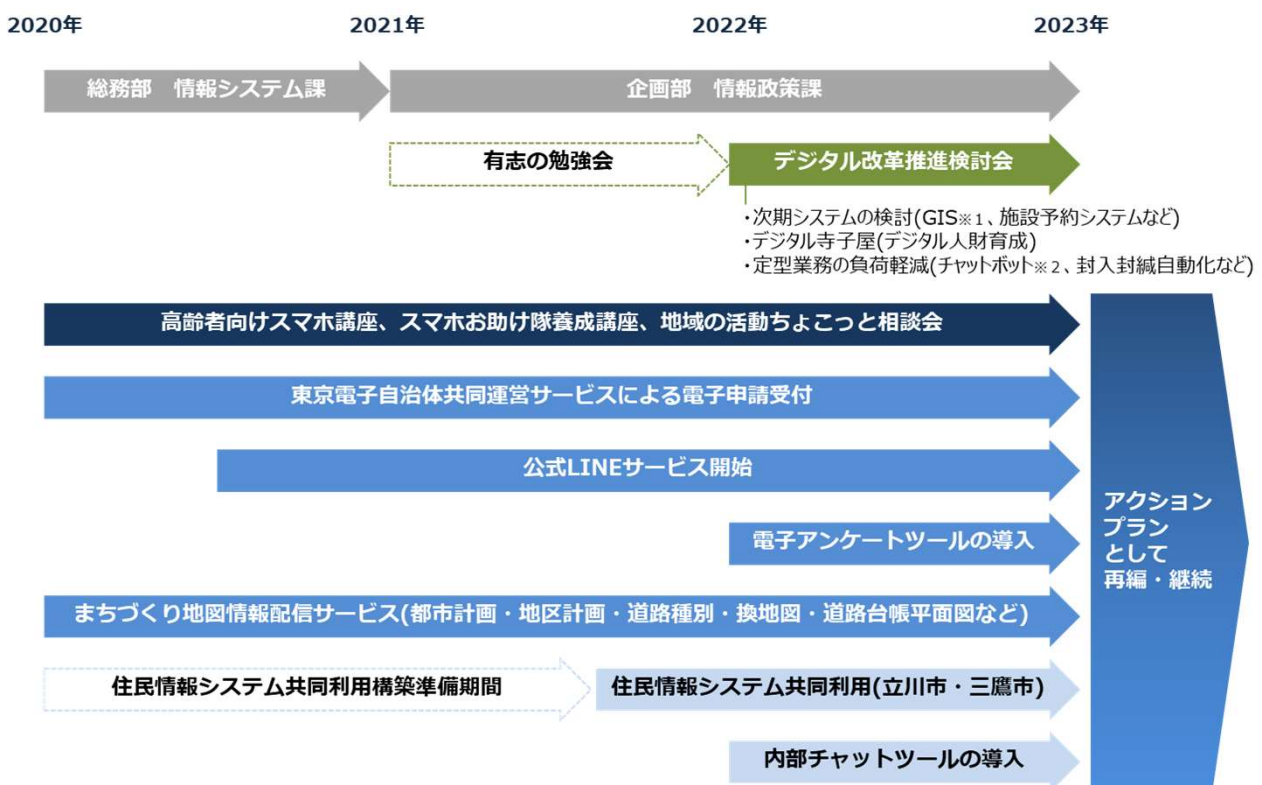 2020年 2021年 2022年 2023年
総務部　情報システム課
企画部　情報政策課
有志の勉強会
デジタル改革推進検討会
・次期システムの検討(GIS※1、施設予約システムなど)
・デジタル寺子屋(デジタル人財育成)
・定型業務の負荷軽減(チャットボット※2、封入封緘自動化など)
高齢者向けスマホ講座、スマホお助け隊養成講座、地域の活動ちょこっと相談会
東京電子自治体共同運営サービスによる電子申請受付
公式LINEサービス開始
電子アンケートツールの導入
まちづくり地図情報配信サービス(都市計画・地区計画・道路種別・換地図・道路台帳平面図など)
住民情報システム共同利用構築準備期間
住民情報システム共同利用(立川市・三鷹市)
内部チャットツールの導入
アクション
プラン
として
再編・継続